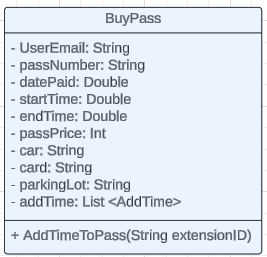 BuyPass
- UserEmail: String
- passNumber: String
- datePaid: Double
- startTime: Double
- endTime: Double
- passPrice: Int
- car: String
- card: String
- parkingLot: String
- addTime: List <AddTime>
+ AddTimeToPass(String extensionID)